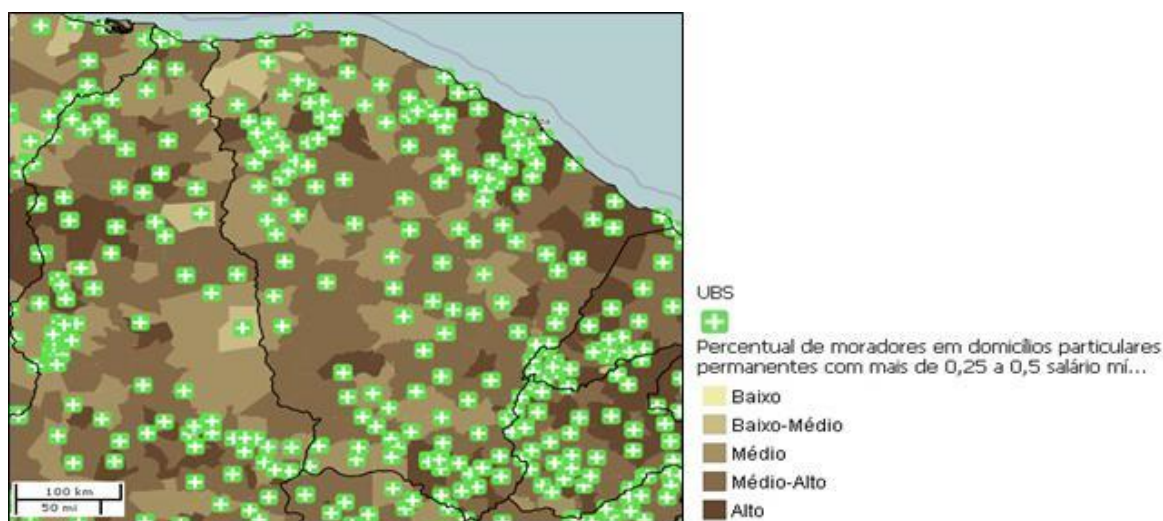 100 km
50 mi
UBS
Percentual de moradores em domicílios particulares
permanentes com mais de 0,25 a 0,5 salário mí...
Baixo
Baixo-Médio
Médio
Médio-Alto
Alto